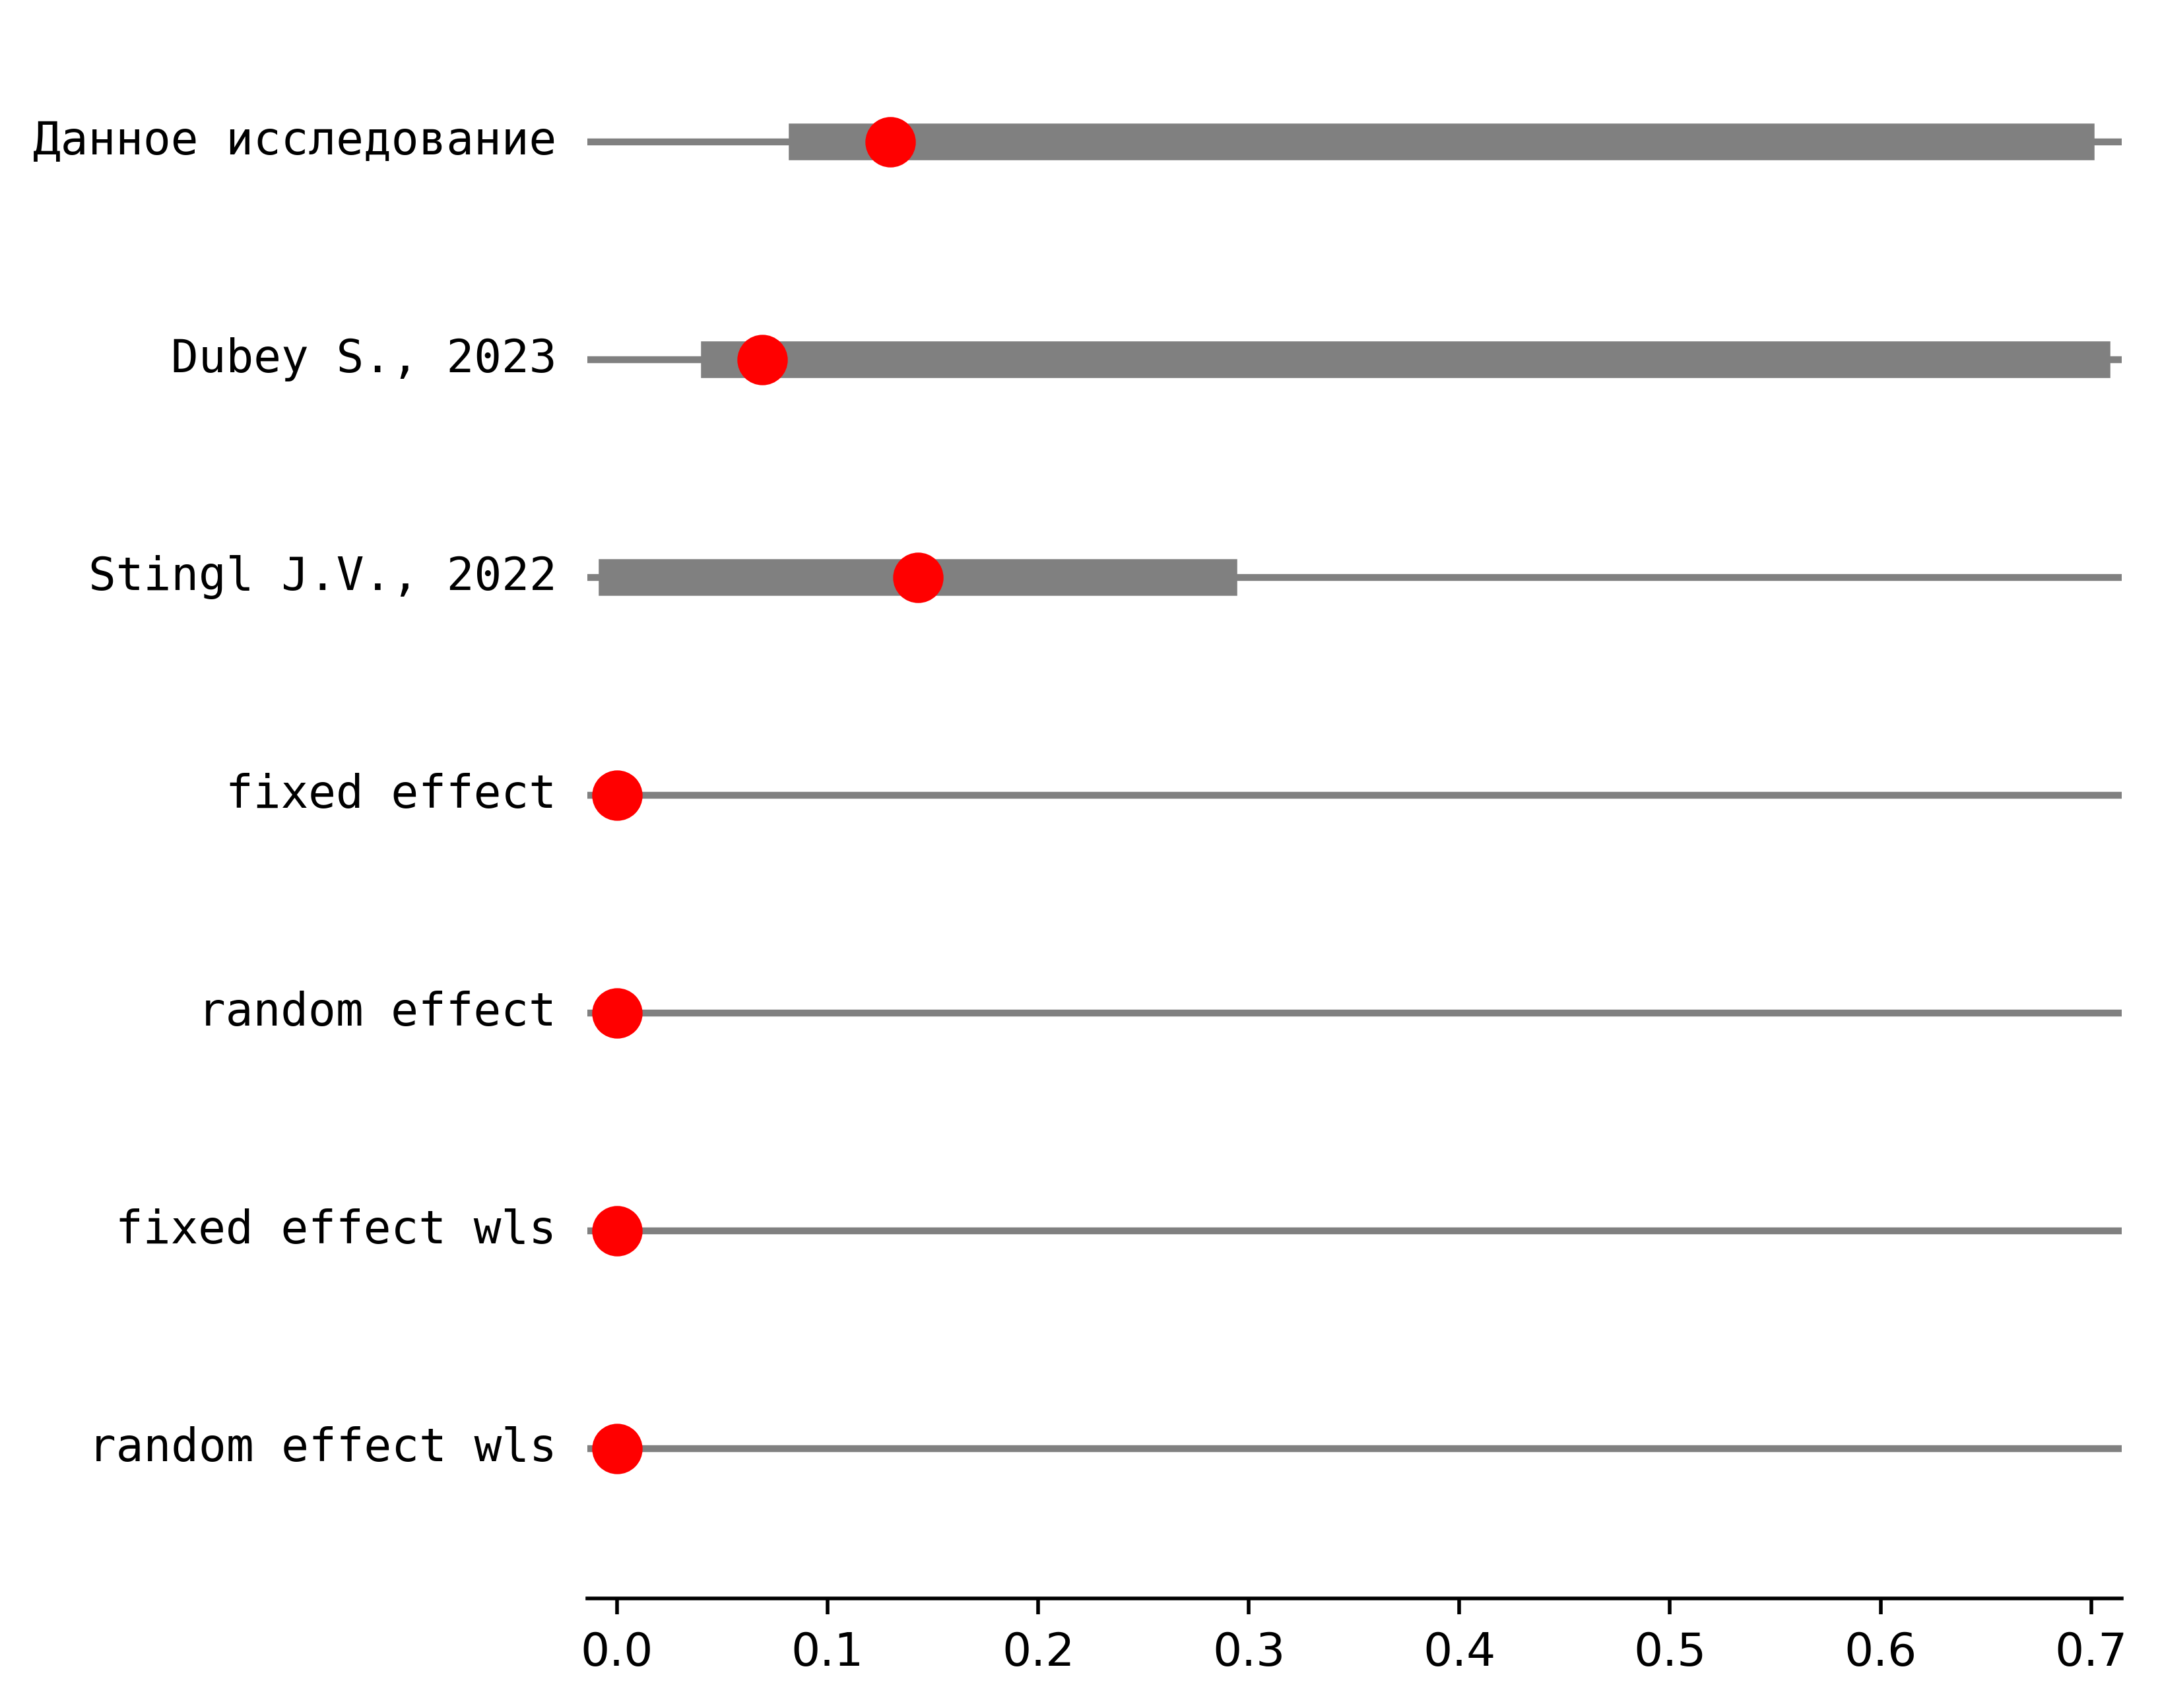 Данное исследование
Dubey S., 2023
Stingl J.V., 2022
fixed effect
random effect
fixed effect wls
random effect wls
0.0 0.1 0.2 0.3 0.4 0.5 0.6 0.7